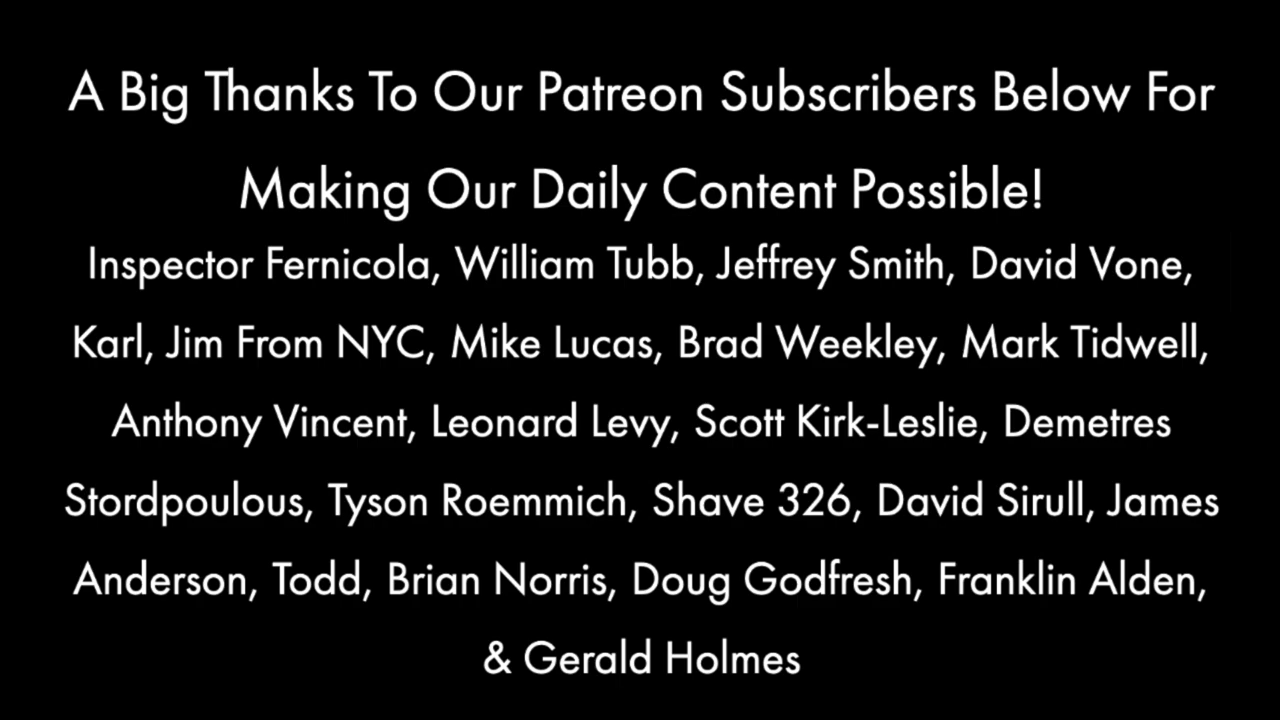 A Big Thanks To Our Patreon Subscribers Below For
Making Our Daily Content Possible!
Inspector Fernicola, William Tubb, Jeffrey Smith, David Vone,
Karl, Jim From NYC, Mike Lucas, Brad Weekley, Mark Tidwell,
Anthony Vincent, Leonard Levy, Scott Kirk-Leslie, Demetres
Stordpoulous, Tyson Roemmich, Shave 326, David Sirull, James
Anderson, Todd, Brian Norris, Doug Godfresh, Franklin Alden,
& Gerald Holmes